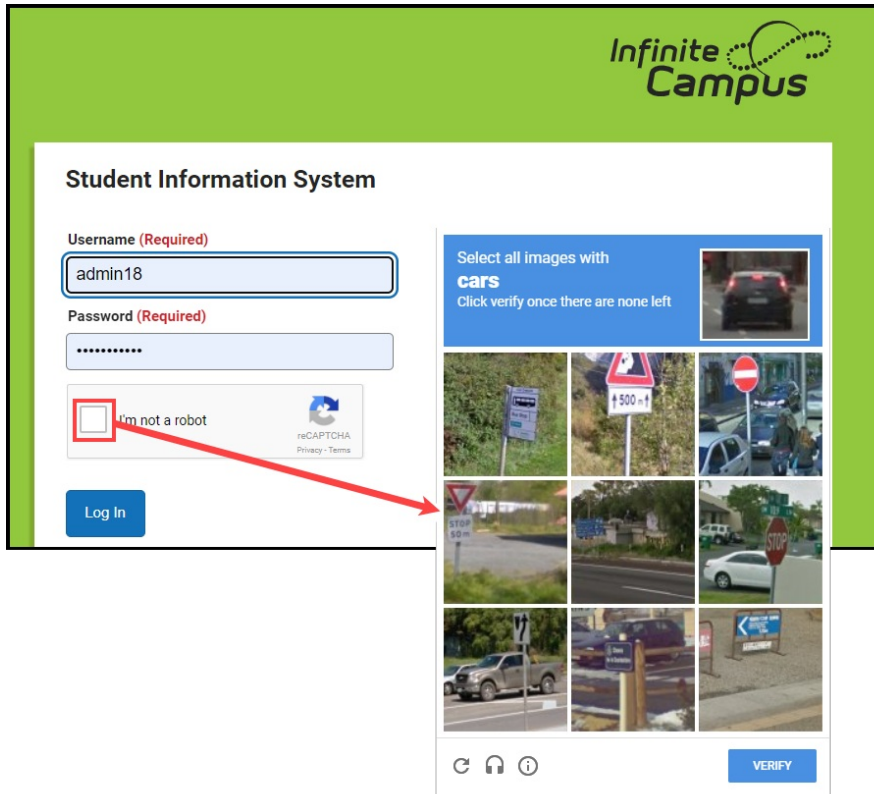 Infinite
Campus
Student Information System
Username (Required)
admin18
Password (Required)
•••••••••••
I'm not a robot
reCAPTCHA
Privacy - Terms
Log In
Select all images with
cars
Click verify once there are none left
500 m
STOP
50 m
STOP
VERIFY